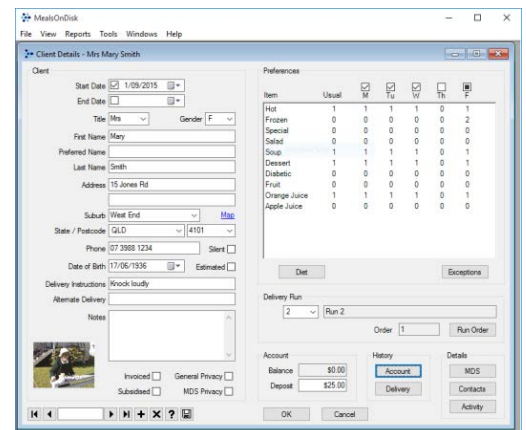 MealsOnDisk
File View Reports Tools Windows Help
Client Details - Mrs Mary Smith
Client
Start Date 1/09/2015
End Date
Title Mrs Gender F
First Name Mary
Preferred Name
Last Name Smith
Address 15 Jones Rd
Suburb West End Map
State / Postcode QLD 4101
Phone 07 3988 1234 Silent
Date of Birth 17/06/1936 Estimated
Delivery Instructions Knock loudly
Alternate Delivery
Notes
Invoiced General Privacy
Subsidised MDS Privacy
Preferences
Item Usual M Tu W Th F
Hot 1 1 1 1 0 1
Frozen 0 0 0 0 0 2
Special 0 0 0 0 0 0
Salad 0 0 0 0 0 0
Soup 1 1 1 1 0 1
Dessert 1 1 1 1 0 1
Diabetic 0 0 0 0 0 0
Fruit 0 0 0 0 0 0
Orange Juice 1 1 1 1 0 1
Apple Juice 0 0 0 0 0 0
Diet Exceptions
Delivery Run
2 Run 2
Order 1 Run Order
Account History Details
Balance $0.00 Account MDS
Deposit $25.00 Delivery Contacts
Activity
OK Cancel